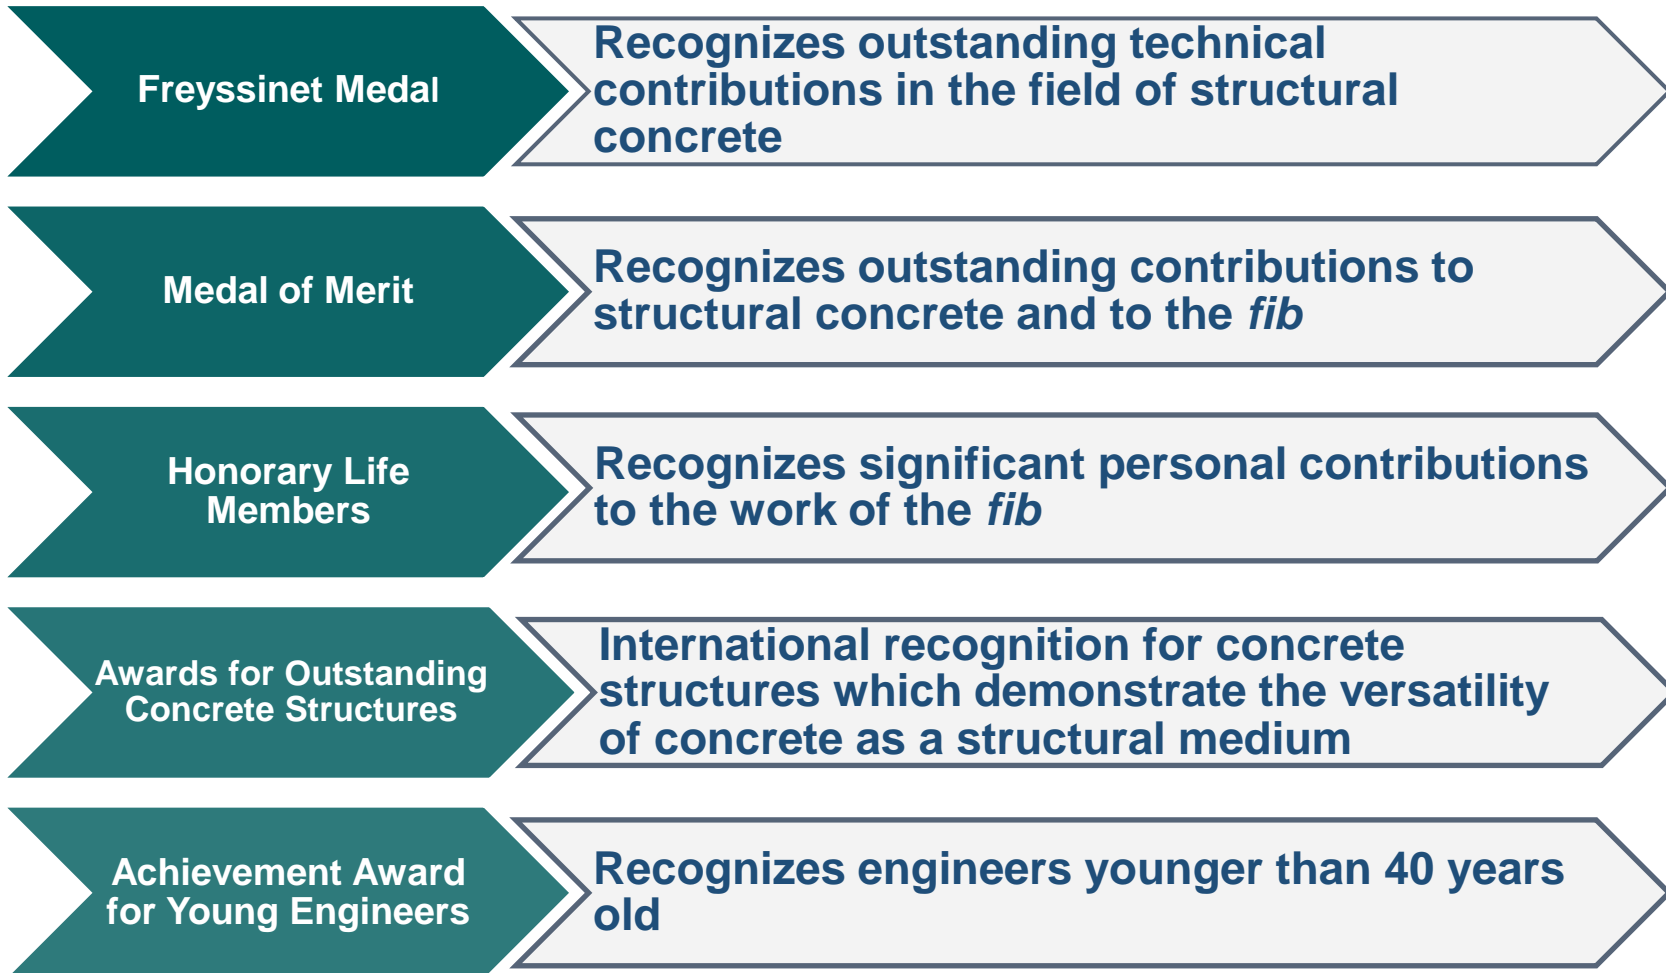 Freyssinet Medal
Recognizes outstanding technical
contributions in the field of structural
concrete
Medal of Merit
Recognizes outstanding contributions to
structural concrete and to the fib
Honorary Life
Members
Recognizes significant personal contributions
to the work of the fib
Awards for Outstanding
Concrete Structures
International recognition for concrete
structures which demonstrate the versatility
of concrete as a structural medium
Achievement Award
for Young Engineers
Recognizes engineers younger than 40 years
old